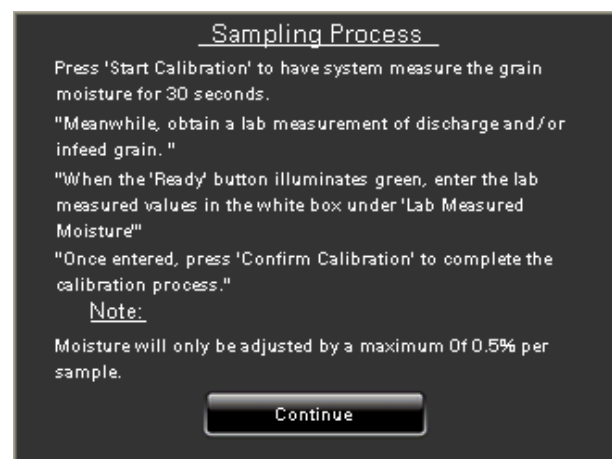 Sampling Process
Press 'Start Calibration' to have system measure the grain
moisture for 30 seconds.
"Meanwhile, obtain a lab measurement of discharge and/or
infeed grain. "
"When the 'Ready' button illuminates green, enter the lab
measured values in the white box under 'Lab Measured
Moisture'"
"Once entered, press 'Confirm Calibration' to complete the
calibration process."
Note:
Moisture will only be adjusted by a maximum 0f 0.5% per
sample.
Continue